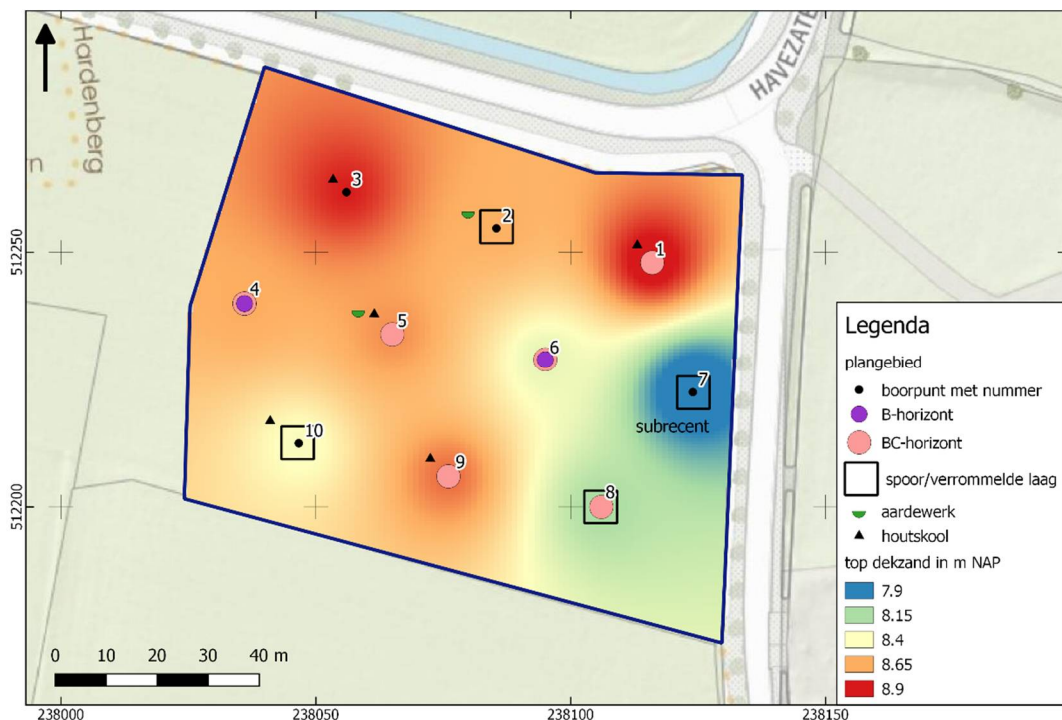 Hardenberg
n
HAVEZATE
3
2
1
512250
4
5
6
7
subrecent
10
9
8
512200
Legenda
plangebied
boorpunt met nummer
B-horizont
BC-horizont
spoor/verrommelde laag
aardewerk
houtskool
top dekzand in m NAP
7.9
8.15
8.4
8.65
8.9
0 10 20 30 40 m
238000 238050 238100 238150